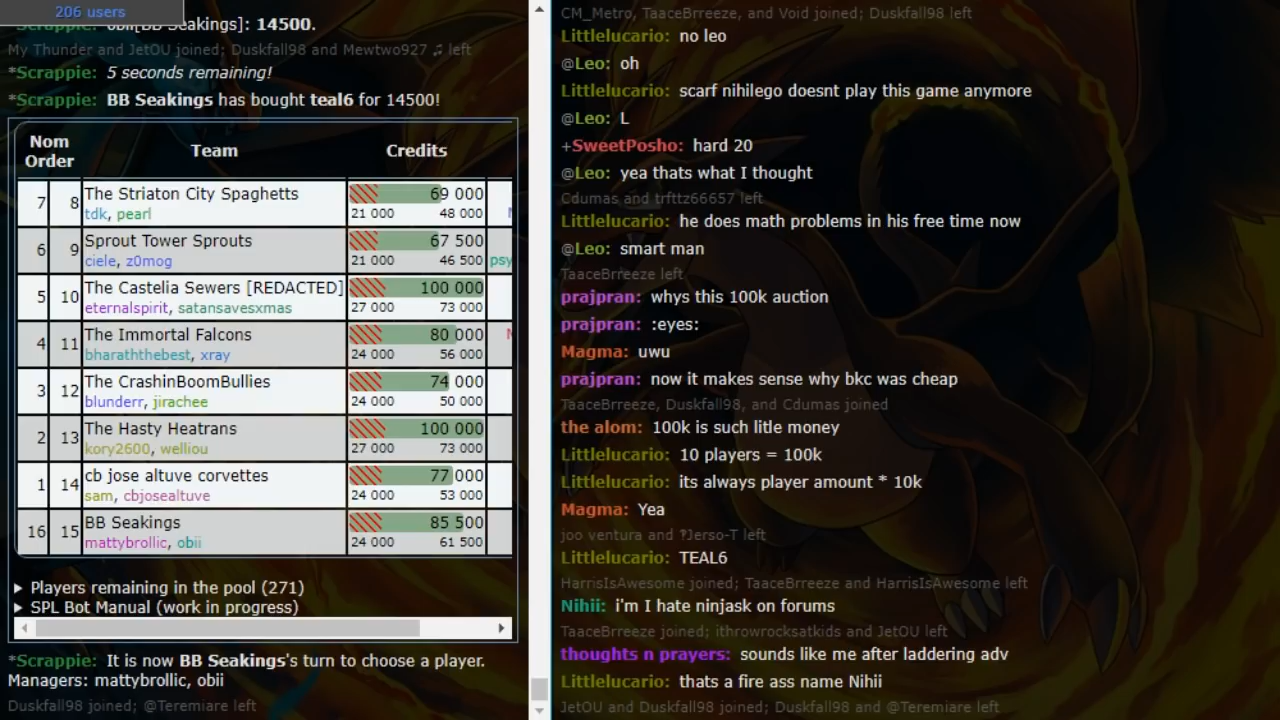 206 users
Scrappie: obii[BB Seakings]: 14500.
My Thunder and JetOU joined; Duskfall98 and Mewtwo927 ♫ left
*Scrappie: 5 seconds remaining!
*Scrappie: BB Seakings has bought teal6 for 14500!
Nom Order Team Credits
7 8 The Striaton City Spaghetts 69 000
tdk, pearl 21 000 48 000
6 9 Sprout Tower Sprouts 67 500
ciele, z0mog 21 000 46 500 psy
5 10 The Castelia Sewers [REDACTED] 100 000
eternalspirit, satansavesxmas 27 000 73 000
4 11 The Immortal Falcons 80 000
bharaththebest, xray 24 000 56 000
3 12 The CrashinBoomBullies 74 000
blunderr, jirachee 24 000 50 000
2 13 The Hasty Heatrans 100 000
kory2600, welliou 27 000 73 000
1 14 cb jose altuve corvettes 77 000
sam, cbjosealtuve 24 000 53 000
16 15 BB Seakings 85 500
mattybrollic, obii 24 000 61 500
▸ Players remaining in the pool (271)
▸ SPL Bot Manual (work in progress)
*Scrappie: It is now BB Seakings's turn to choose a player.
Managers: mattybrollic, obii
Duskfall98 joined; @Teremiare left
CM_Metro, TaaceBrreeze, and Void joined; Duskfall98 left
Littlelucario: no leo
@Leo: oh
Littlelucario: scarf nihilego doesnt play this game anymore
@Leo: L
+SweetPosho: hard 20
@Leo: yea thats what I thought
Cdumas and trfttz66657 left
Littlelucario: he does math problems in his free time now
@Leo: smart man
TaaceBrreeze left
prajpran: whys this 100k auction
prajpran: :eyes:
Magma: uwu
prajpran: now it makes sense why bkc was cheap
TaaceBrreeze, Duskfall98, and Cdumas joined
the alom: 100k is such litle money
Littlelucario: 10 players = 100k
Littlelucario: its always player amount * 10k
Magma: Yea
joo ventura and ‽Jerso-T left
Littlelucario: TEAL6
HarrisIsAwesome joined; TaaceBrreeze and HarrisIsAwesome left
Nihii: i'm I hate ninjask on forums
TaaceBrreeze joined; ithrowrocksatkids and JetOU left
thoughts n prayers: sounds like me after laddering adv
Littlelucario: thats a fire ass name Nihii
JetOU and Duskfall98 joined; Duskfall98 and @Teremiare left